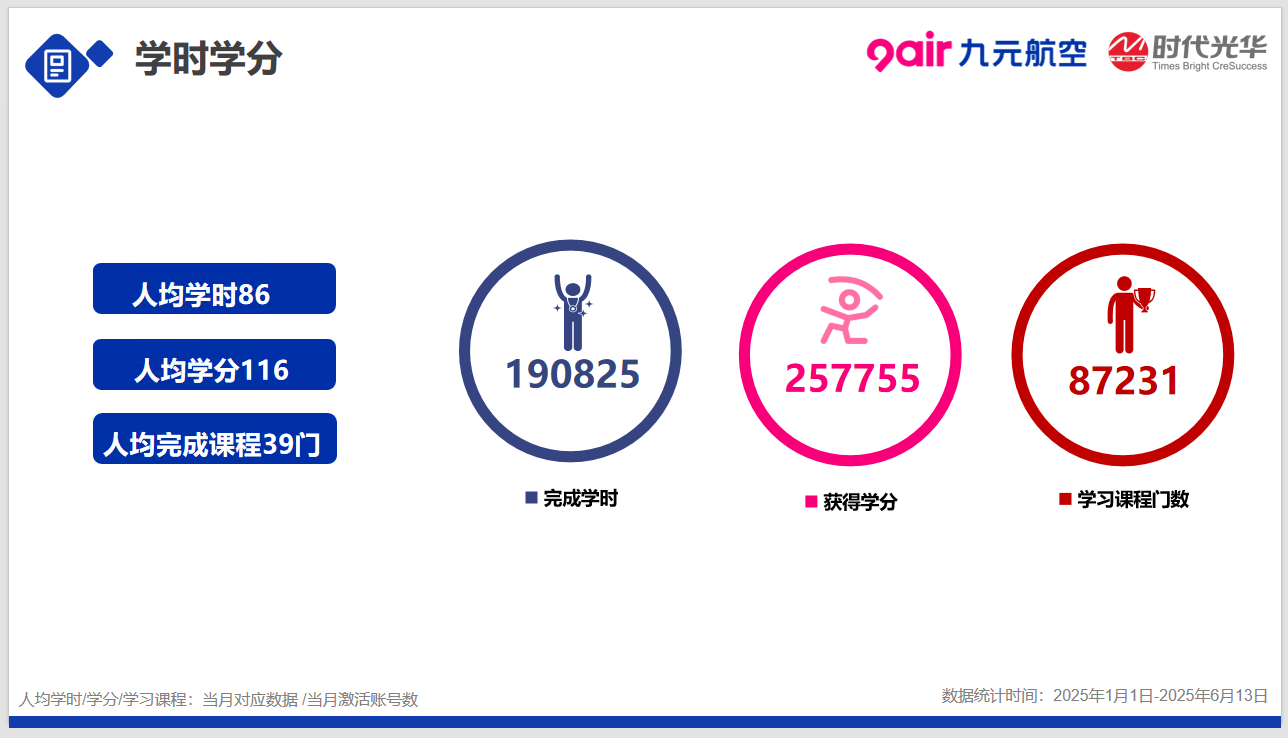 学时学分
9air 九元航空
TBC 时代光华
Times Bright CreSuccess
人均学时86
人均学分116
人均完成课程39门
190825
完成学时
257755
获得学分
87231
学习课程门数
人均学时/学分/学习课程：当月对应数据 /当月激活账号数
数据统计时间：2025年1月1日-2025年6月13日